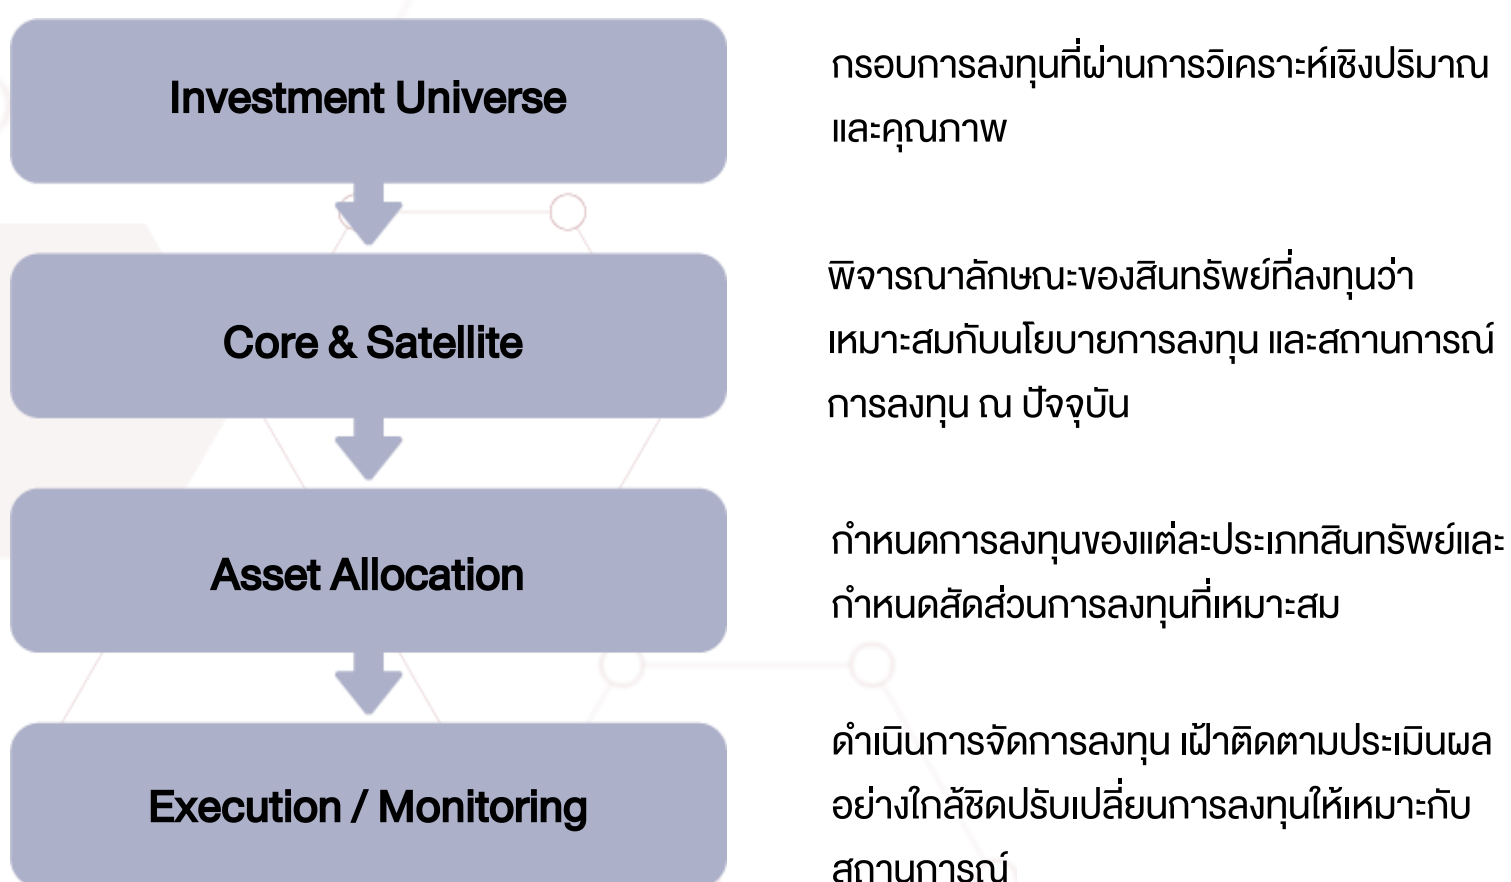 Investment Universe
กรอบการลงทุนที่ผ่านการวิเคราะห์เชิงปริมาณ
และคุณภาพ
Core & Satellite
พิจารณาลักษณะของสินทรัพย์ที่ลงทุนว่า
เหมาะสมกับนโยบายการลงทุน และสถานการณ์
การลงทุน ณ ปัจจุบัน
Asset Allocation
กำหนดการลงทุนของแต่ละประเภทสินทรัพย์และ
กำหนดสัดส่วนการลงทุนที่เหมาะสม
Execution / Monitoring
ดำเนินการจัดการลงทุน เฝ้าติดตามประเมินผล
อย่างใกล้ชิดปรับเปลี่ยนการลงทุนให้เหมาะกับ
สถานการณ์